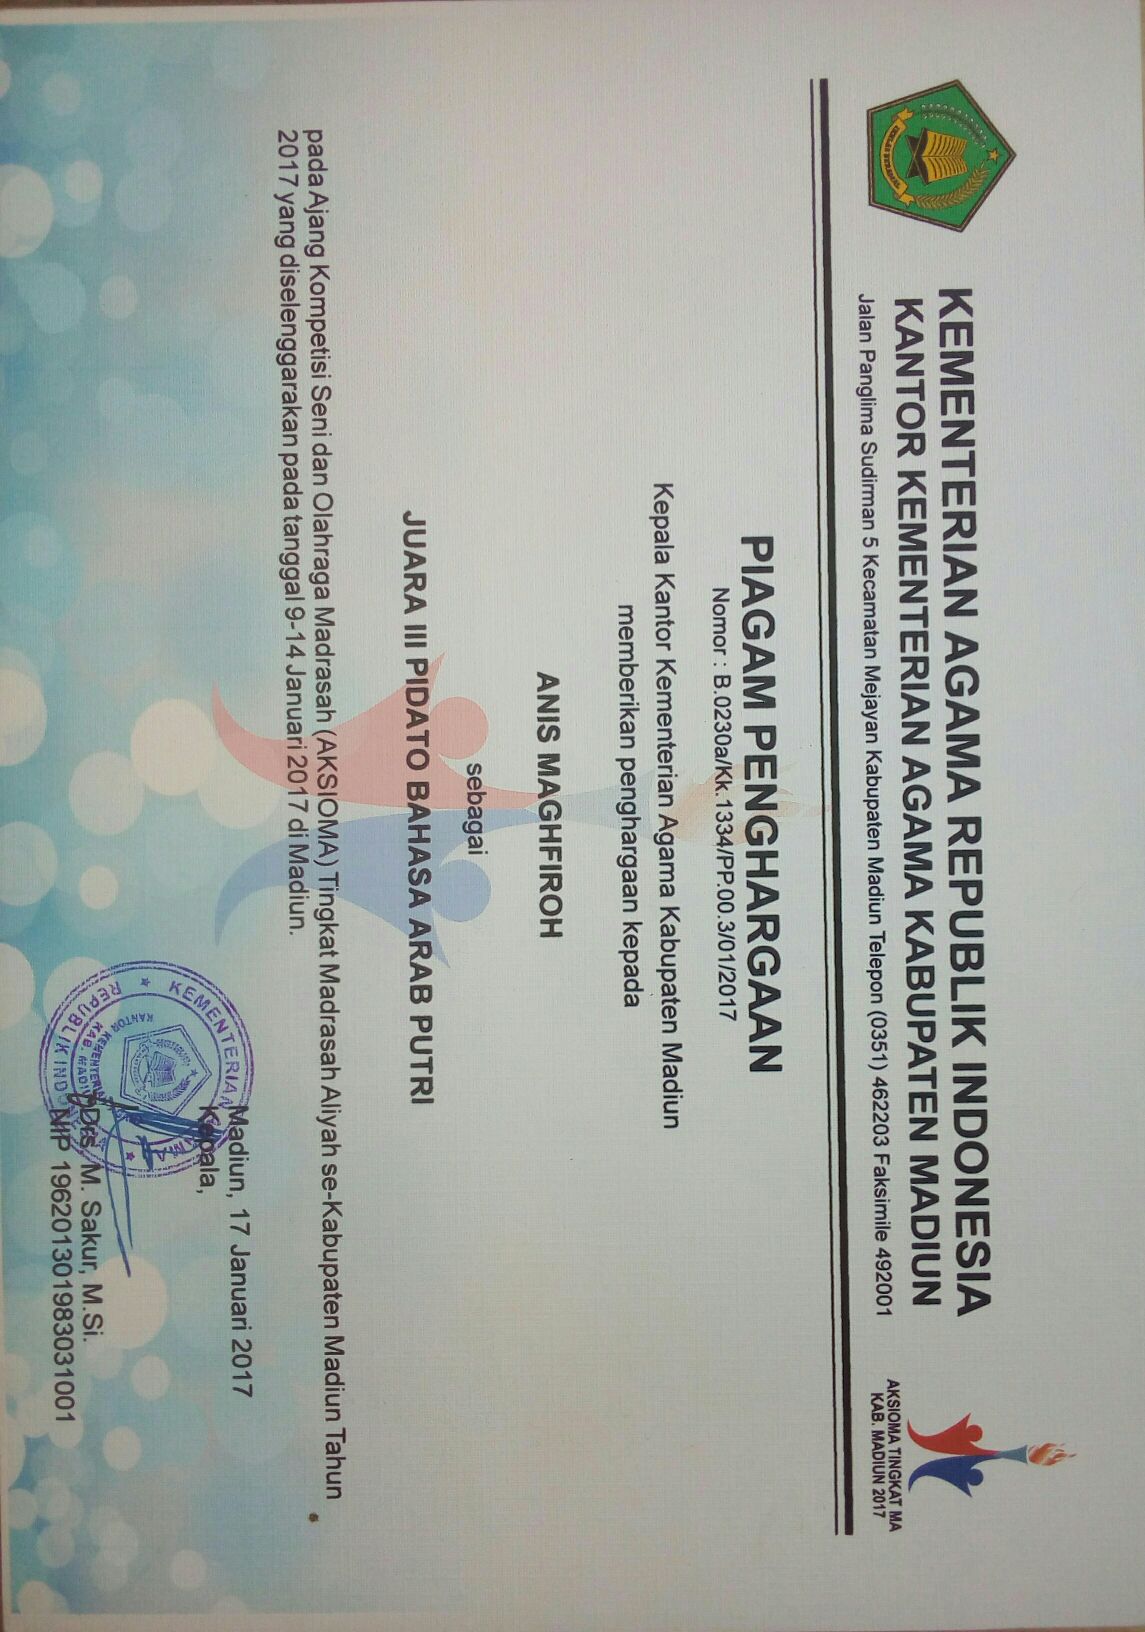 KEMENTERIAN AGAMA REPUBLIK INDONESIA
KANTOR KEMENTERIAN AGAMA KABUPATEN MADIUN
Jalan Panglima Sudirman 5 Kecamatan Mejayan Kabupaten Madiun Telepon (0351) 462203 Faksimile 492001
AKSIOMA TINGKAT MA
KAB. MADIUN 2017
PIAGAM PENGHARGAAN
Nomor : B.0230a/Kk.1334/PP.00.3/01/2017
Kepala Kantor Kementerian Agama Kabupaten Madiun
memberikan penghargaan kepada
ANIS MAGHFIROH
sebagai
JUARA III PIDATO BAHASA ARAB PUTRI
pada Ajang Kompetisi Seni dan Olahraga Madrasah (AKSIOMA) Tingkat Madrasah Aliyah se-Kabupaten Madiun Tahun
2017 yang diselenggarakan pada tanggal 9-14 Januari 2017 di Madiun.
Madiun, 17 Januari 2017
Kepala,
Drs. M. Sakur, M.Si.
NIP 196201301983031001
KEMENTERIAN AGAMA
REPUBLIK INDONESIA